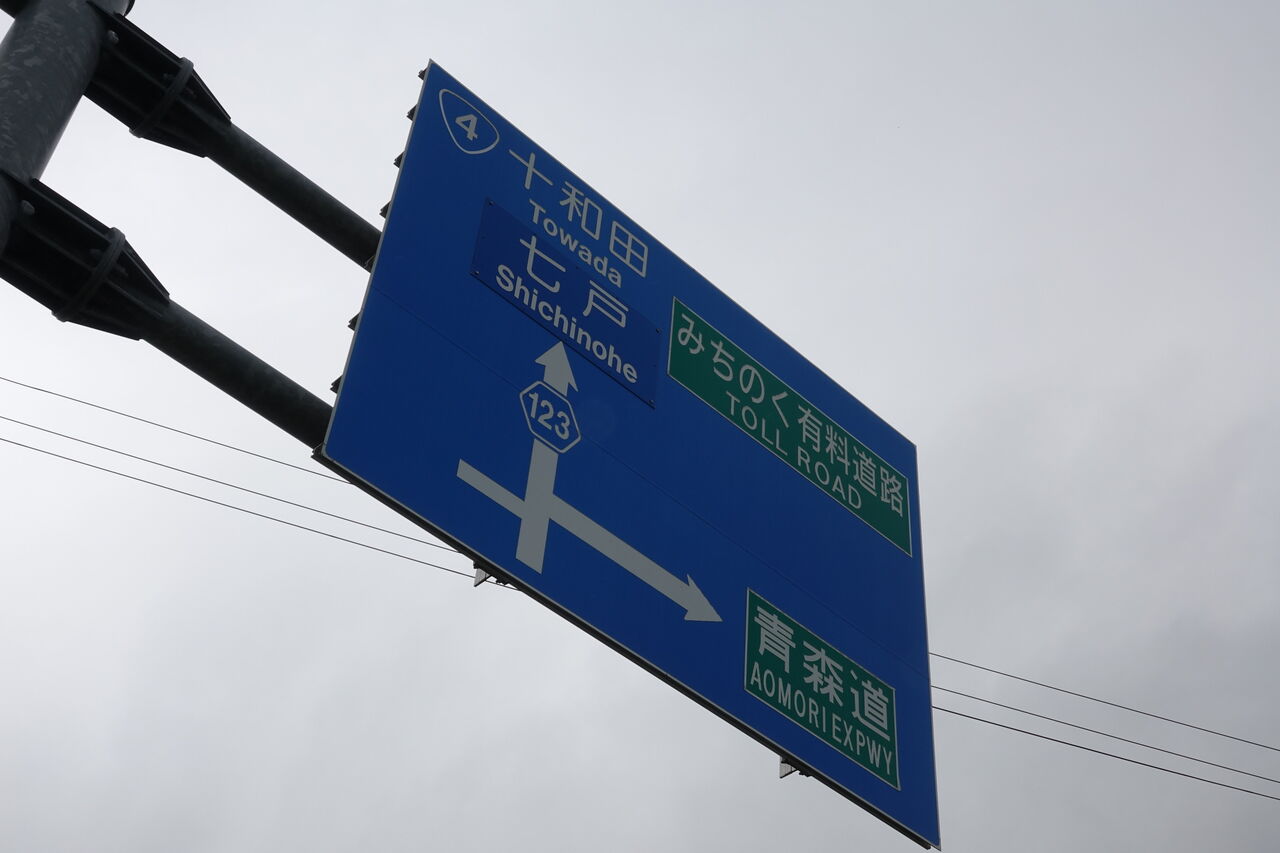 4
十和田
Towada
七戸
Shichinohe
123
みちのく有料道路
TOLL ROAD
青森道
AOMORI EXPWY